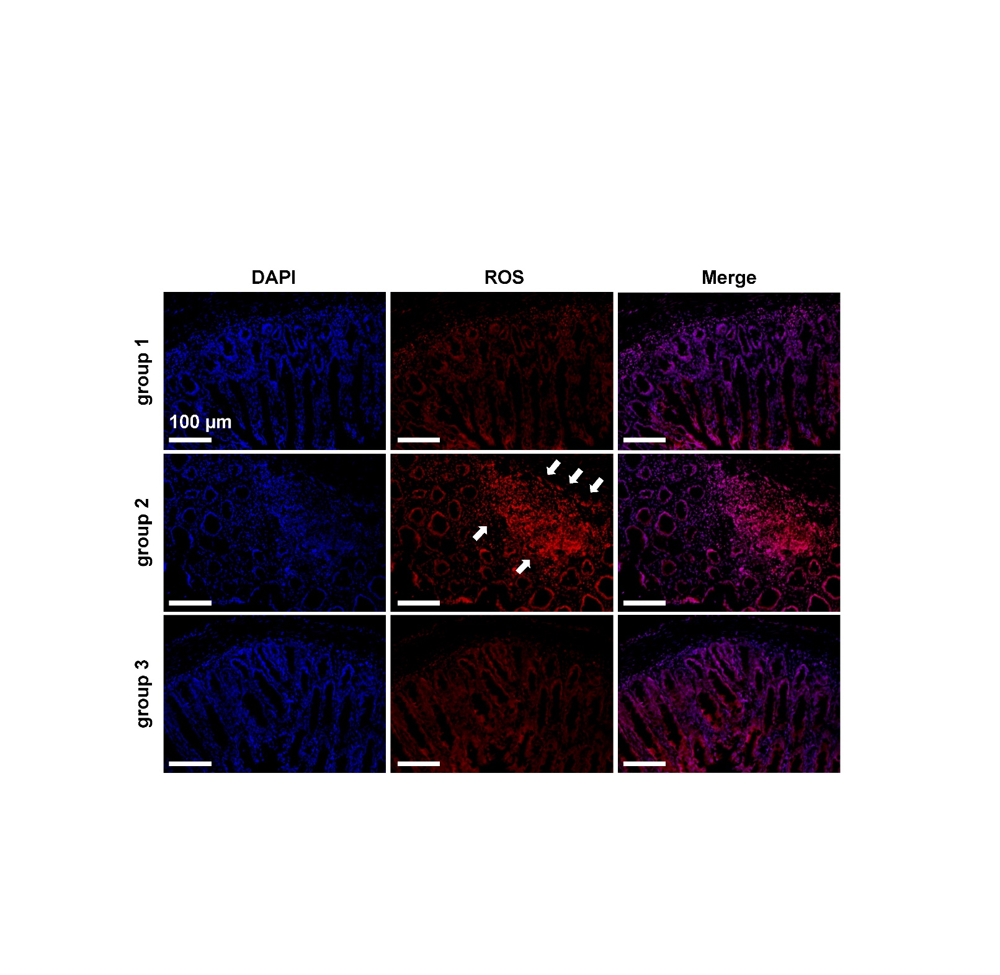 DAPI
ROS
Merge
group 1
100 µm
group 2
group 3